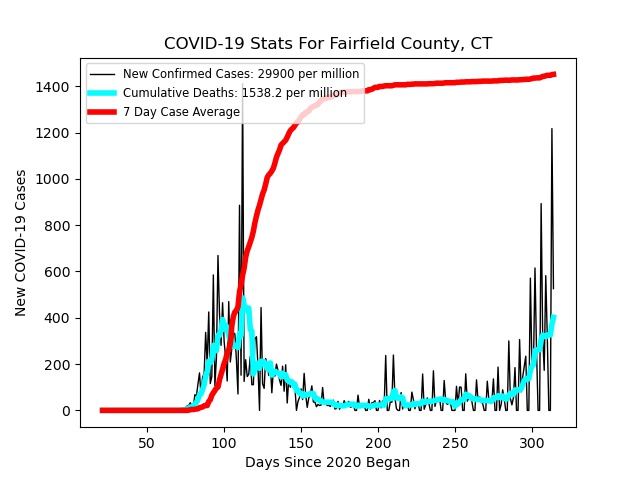 COVID-19 Stats For Fairfield County, CT
New Confirmed Cases: 29900 per million
Cumulative Deaths: 1538.2 per million
7 Day Case Average
New COVID-19 Cases
1400
1200
1000
800
600
400
200
0
50
100
150
200
250
300
Days Since 2020 Began